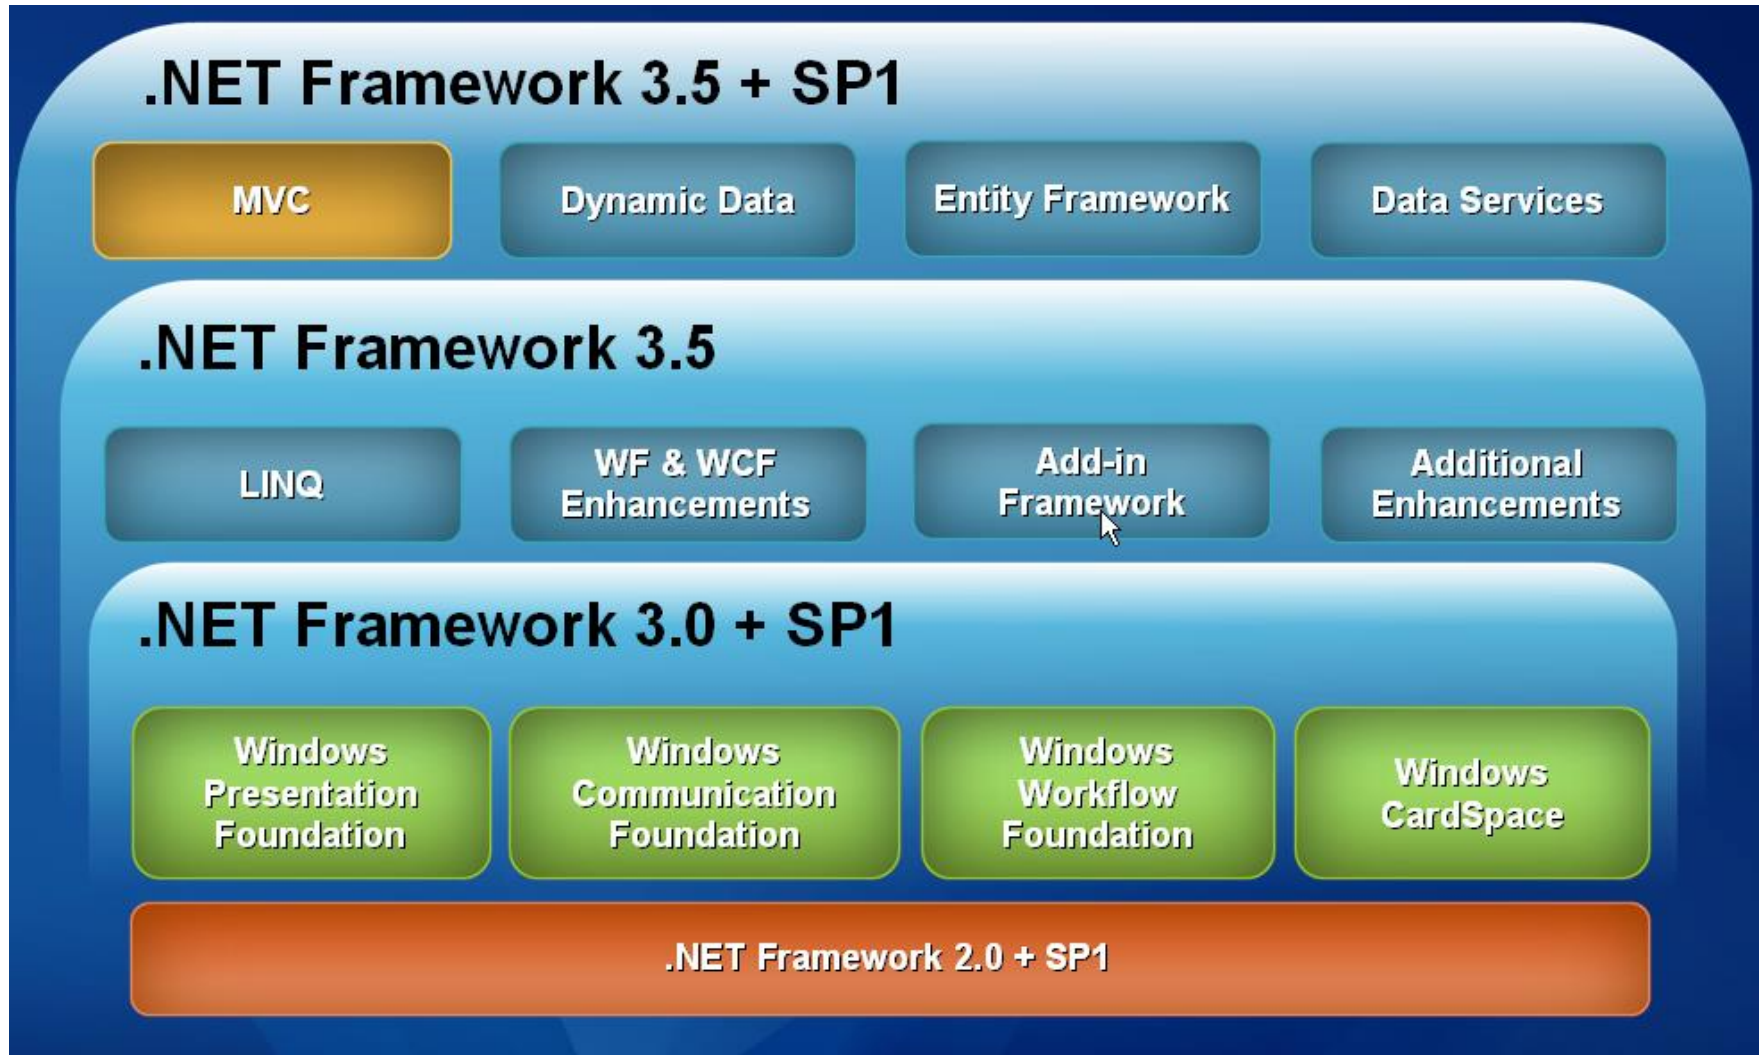 .NET Framework 3.5 + SP1
MVC
Dynamic Data
Entity Framework
Data Services
.NET Framework 3.5
LINQ
WF & WCF
Enhancements
Add-in
Framework
Additional
Enhancements
.NET Framework 3.0 + SP1
Windows
Presentation
Foundation
Windows
Communication
Foundation
Windows
Workflow
Foundation
Windows
CardSpace
.NET Framework 2.0 + SP1